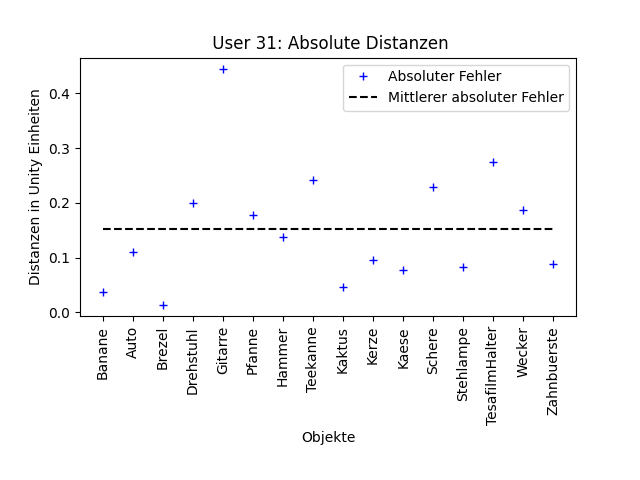 User 31: Absolute Distanzen
Absoluter Fehler
Mittlerer absoluter Fehler
Distanzen in Unity Einheiten
0.4
0.3
0.2
0.1
0.0
Banane
Auto
Brezel
Drehstuhl
Gitarre
Pfanne
Hammer
Teekanne
Kaktus
Kerze
Kaese
Schere
Stehlampe
TesafilmHalter
Wecker
Zahnbuerste
Objekte